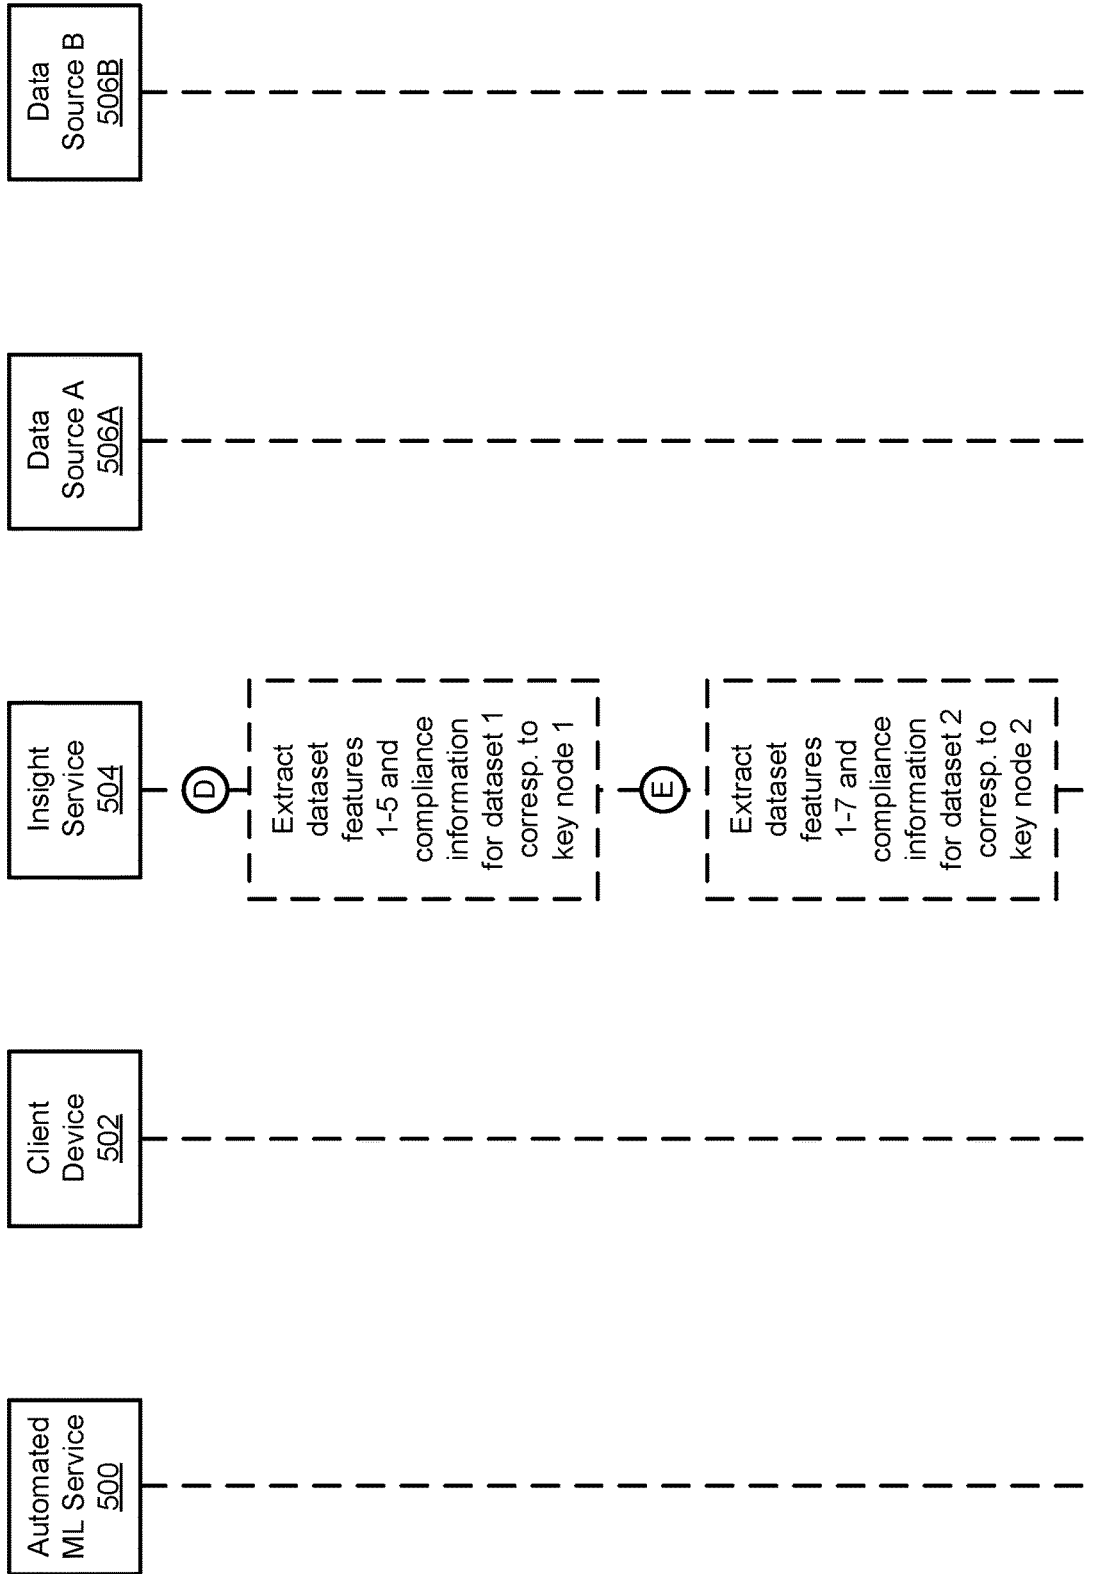 Automated
ML Service
500
Client
Device
502
Insight
Service
504
Data
Source A
506A
Data
Source B
506B
D
Extract
dataset
features
1-5 and
compliance
information
for dataset 1
corresp. to
key node 1
E
Extract
dataset
features
1-7 and
compliance
information
for dataset 2
corresp. to
key node 2